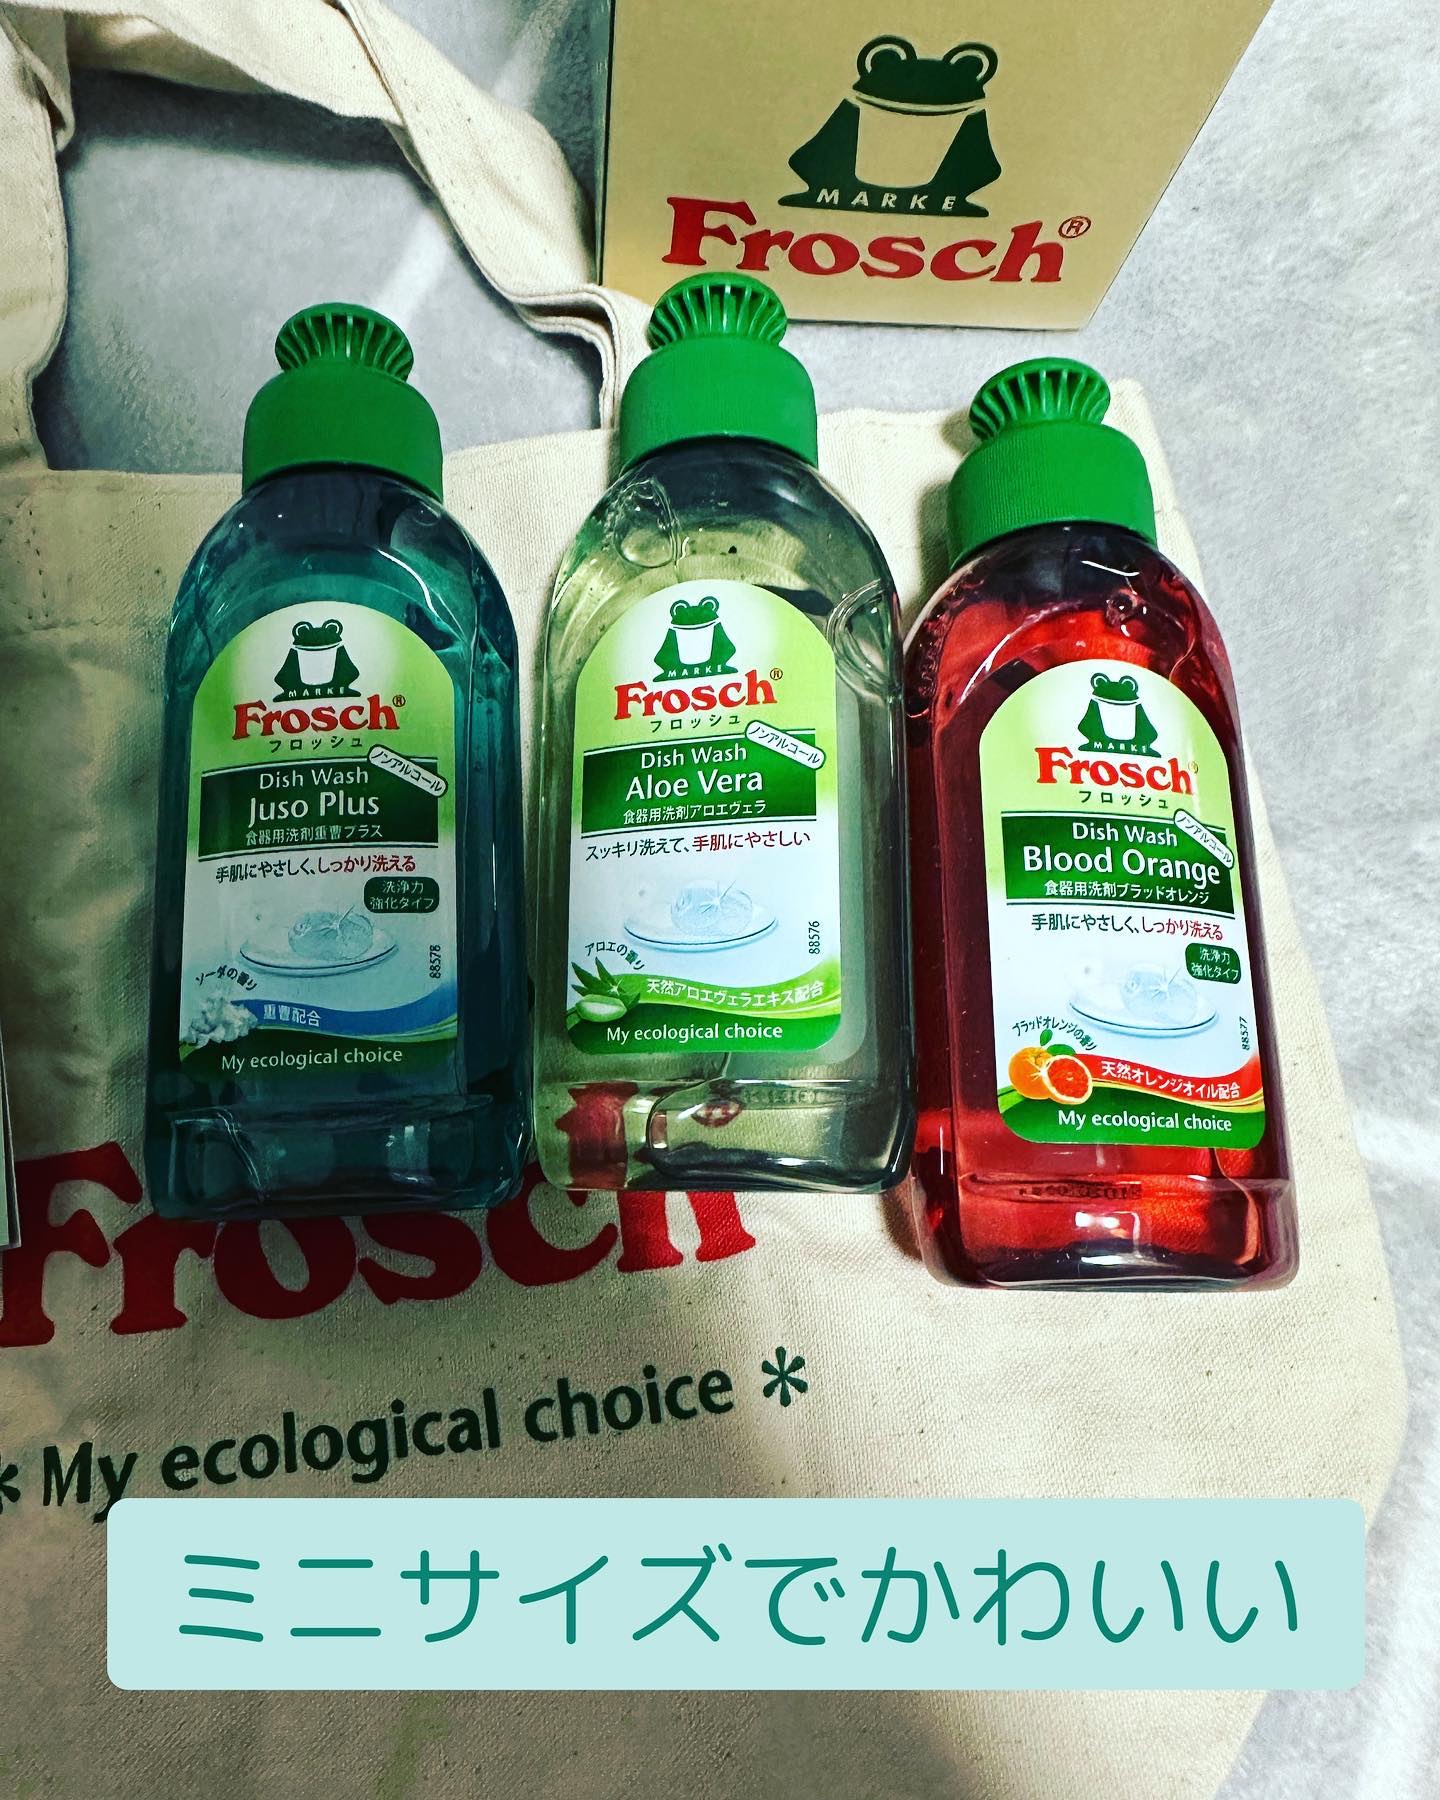 MARKE
Frosch®
MARKE
Frosch®
フロッシュ
ノンアルコール
Dish Wash
Juso Plus
食器用洗剤重曹プラス
手肌にやさしく、しっかり洗える
洗浄力
強化タイプ
88578
ソーダの香り
重曹配合
My ecological choice
MARKE
Frosch®
フロッシュ
ノンアルコール
Dish Wash
Aloe Vera
食器用洗剤アロエヴェラ
スッキリ洗えて、手肌にやさしい
88576
アロエの香り
天然アロエヴェラエキス配合
My ecological choice
MARKE
Frosch®
フロッシュ
ノンアルコール
Dish Wash
Blood Orange
食器用洗剤ブラッドオレンジ
手肌にやさしく、しっかり洗える
洗浄力
強化タイプ
88577
ブラッドオレンジの香り
天然オレンジオイル配合
My ecological choice
Frosch
* My ecological choice *
ミニサイズでかわいい